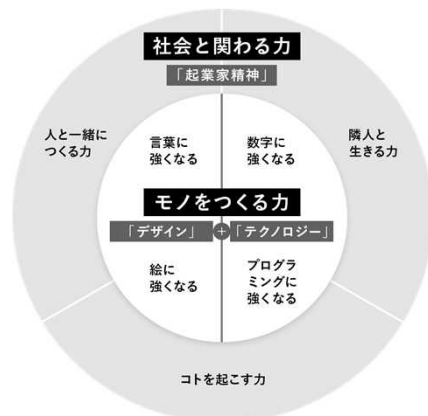 社会と関わる力
「起業家精神」
人と一緒に
つくる力
言葉に
強くなる
数字に
強くなる
隣人と
生きる力
モノをつくる力
「デザイン」+「テクノロジー」
絵に
強くなる
プログラ
ミングに
強くなる
コトを起こす力